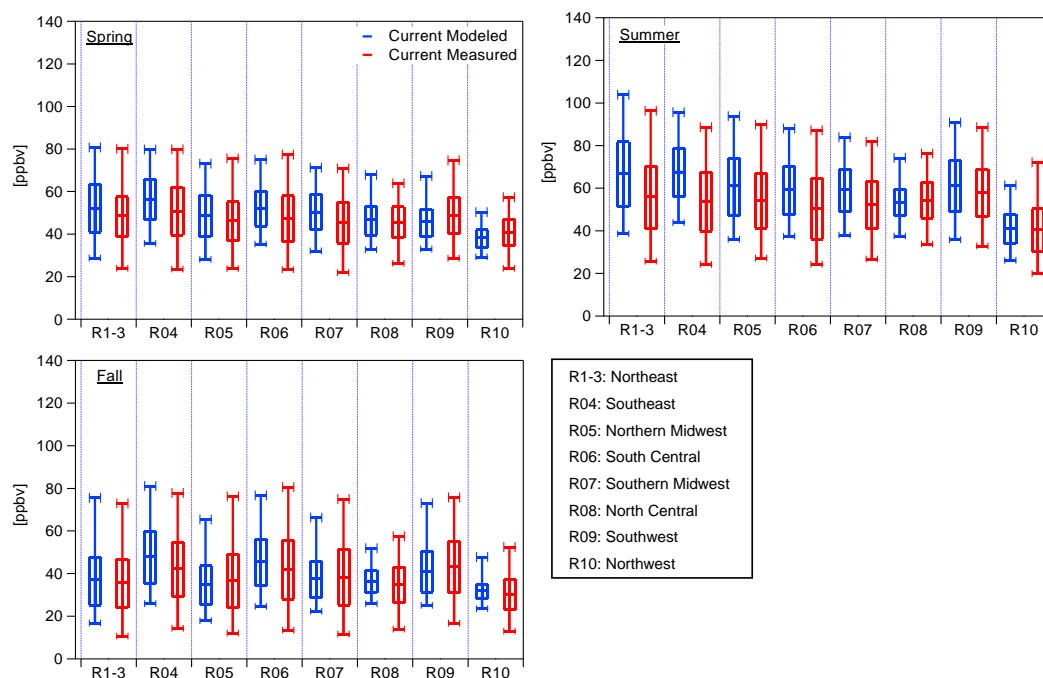 Spring
Current Modeled
Current Measured
[ppbv]
140
120
100
80
60
40
20
0
R1-3 R04 R05 R06 R07 R08 R09 R10
Summer
[ppbv]
140
120
100
80
60
40
20
0
R1-3 R04 R05 R06 R07 R08 R09 R10
Fall
[ppbv]
140
120
100
80
60
40
20
0
R1-3 R04 R05 R06 R07 R08 R09 R10
R1-3: Northeast
R04: Southeast
R05: Northern Midwest
R06: South Central
R07: Southern Midwest
R08: North Central
R09: Southwest
R10: Northwest